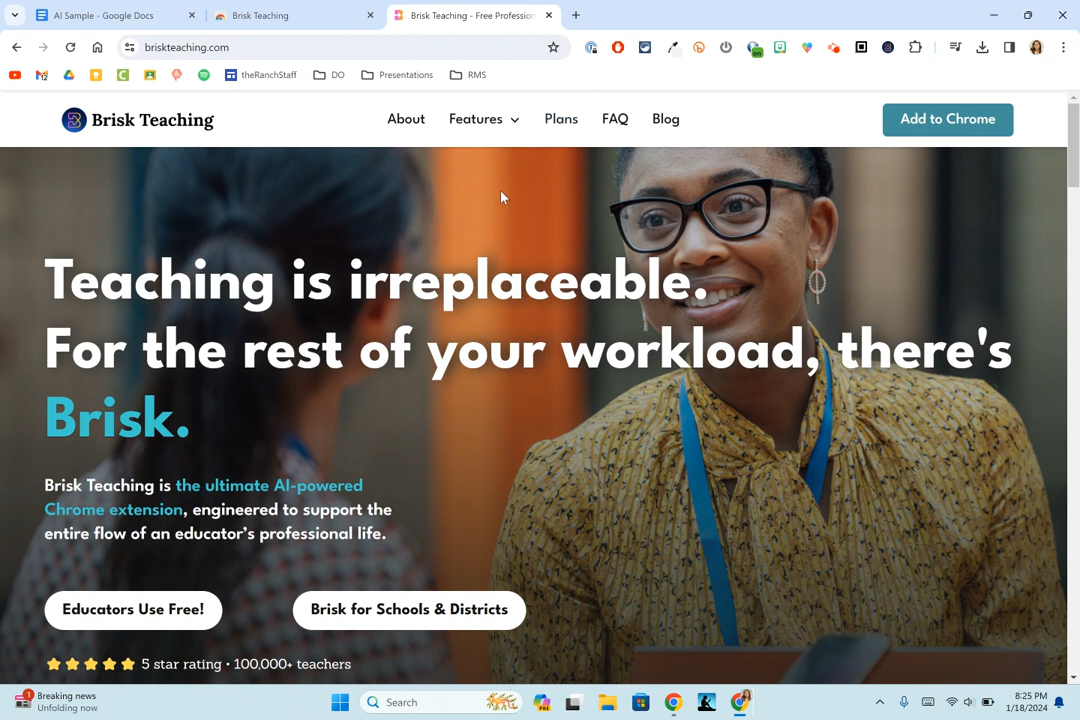 AI Sample - Google Docs
Brisk Teaching
Brisk Teaching - Free Profession
briskteaching.com
on
12
theRanchStaff
DO
Presentations
RMS
Brisk Teaching
About
Features
Plans
FAQ
Blog
Add to Chrome
Teaching is irreplaceable.
For the rest of your workload, there's
Brisk.
Brisk Teaching is the ultimate AI-powered
Chrome extension, engineered to support the
entire flow of an educator's professional life.
Educators Use Free!
Brisk for Schools & Districts
5 star rating • 100,000+ teachers
1
Breaking news
Unfolding now
Search
PRE
8:25 PM
1/18/2024